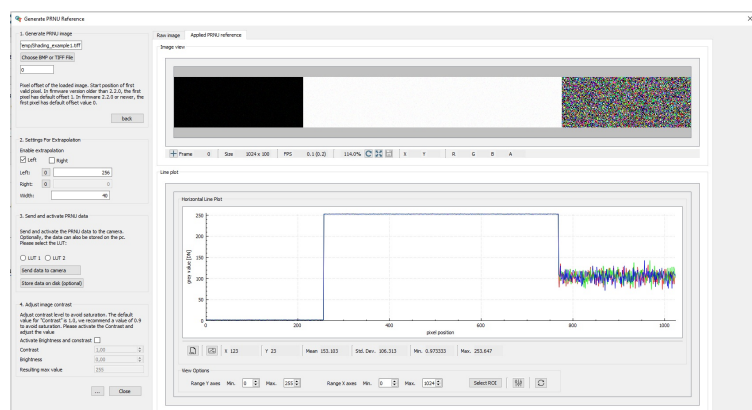 Generate PRNU Reference
1. Generate PRNU image
emp/Shading_example1.tiff
Choose BMP or TIFF File
0
Pixel offset of the loaded image. Start position of first
valid pixel. In firmware version older than 2.2.0, the first
pixel has default offset 1. In firmware 2.2.0 or newer, the
first pixel has default offset value 0.
back
2. Settings For Extrapolation
Enable extrapolation
Left Right
Left: 0 256
Right: 0 0
Width: 40
3. Send and activate PRNU data
Send and activate the PRNU data to the camera.
Optionally, the data can also be stored on the pc.
Please select the LUT:
LUT 1 LUT 2
Send data to camera
Store data on disk (optional)
4. Adjust image contrast
Adjust contrast level to avoid saturation. The default
value for "Contrast" is 1.0, we recommend a value of 0.9
to avoid saturation. Please activate the Contrast and
adjust the value
Activate Brightness and constrast
Contrast 1,00
Brightness 0,00
Resulting max value 255
... Close
Raw image Applied PRNU reference
Image view
Frame 0 Size 1024 x 100 FPS 0.1 (0.2) 114.0% X Y R G B A
Line plot
Horizontal Line Plot
grey value [DN]
250
200
150
100
50
0
0 200 400 600 800 1000
pixel position
X 123 Y 23 Mean 153.103 Std. Dev. 106.313 Min. 0.973333 Max. 253.647
View Options
Range Y axes Min. 0 Max. 255 Range X axes Min. 0 Max. 1024 Select ROI